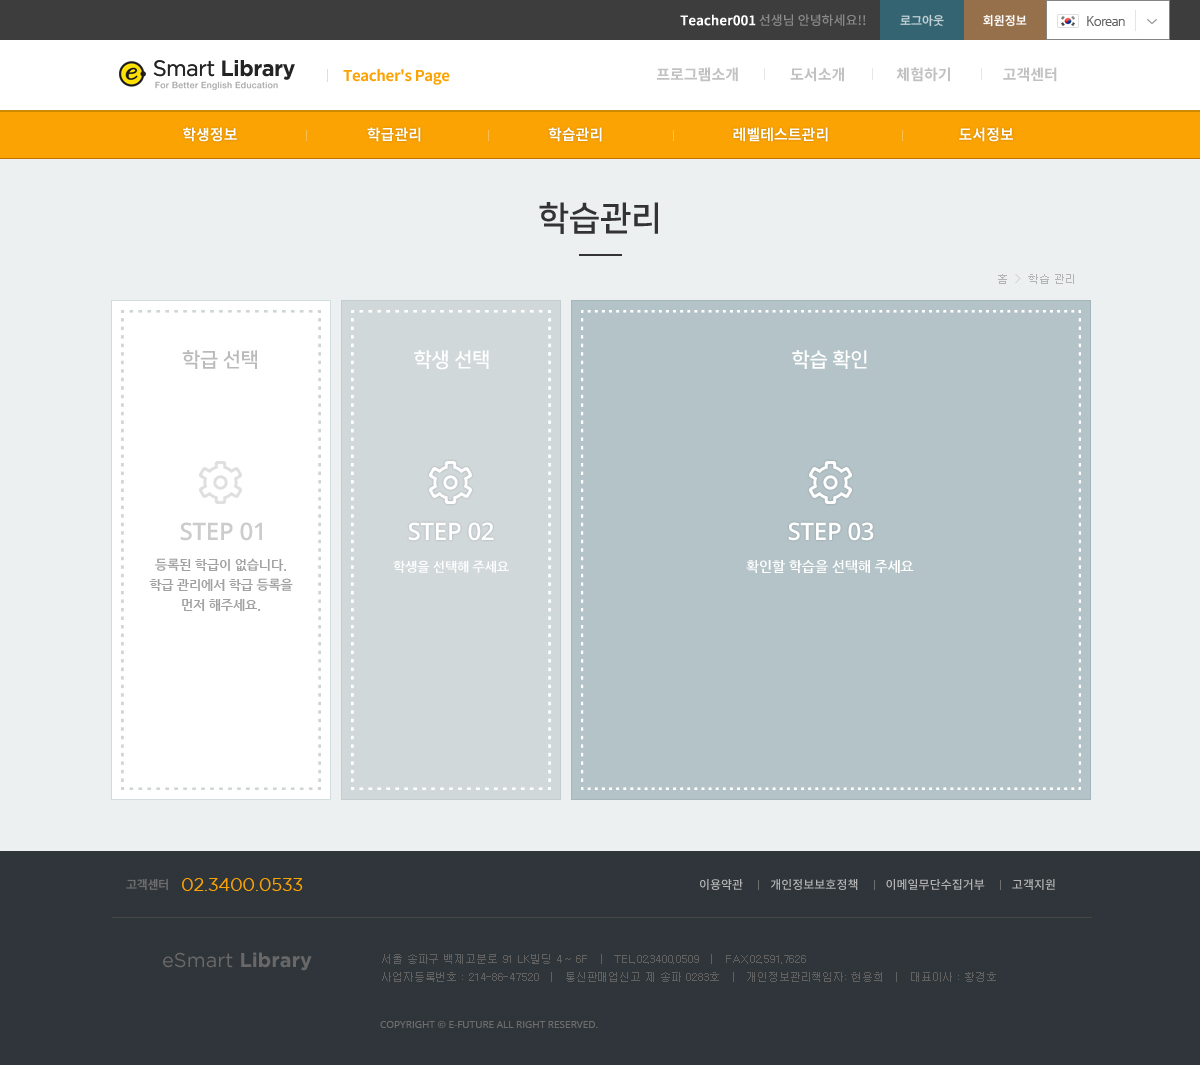 Teacher001 선생님 안녕하세요!! 로그아웃 회원정보 Korean
e Smart Library
For Better English Education
Teacher's Page
프로그램소개 도서소개 체험하기 고객센터
학생정보 학급관리 학습관리 레벨테스트관리 도서정보
학습관리
홈 > 학습 관리
학급 선택
STEP 01
등록된 학급이 없습니다.
학급 관리에서 학급 등록을
먼저 해주세요.
학생 선택
STEP 02
학생을 선택해 주세요
학습 확인
STEP 03
확인할 학습을 선택해 주세요
고객센터 02.3400.0533
이용약관 | 개인정보보호정책 | 이메일무단수집거부 | 고객지원
eSmart Library
서울 송파구 백제고분로 91 LK빌딩 4 ~ 6F | TEL.02.3400.0509 | FAX.02.591.7626
사업자등록번호 : 214-86-47520 | 통신판매업신고 제 송파 0283호 | 개인정보관리책임자: 현용희 | 대표이사 : 황경호
COPYRIGHT © E-FUTURE ALL RIGHT RESERVED.